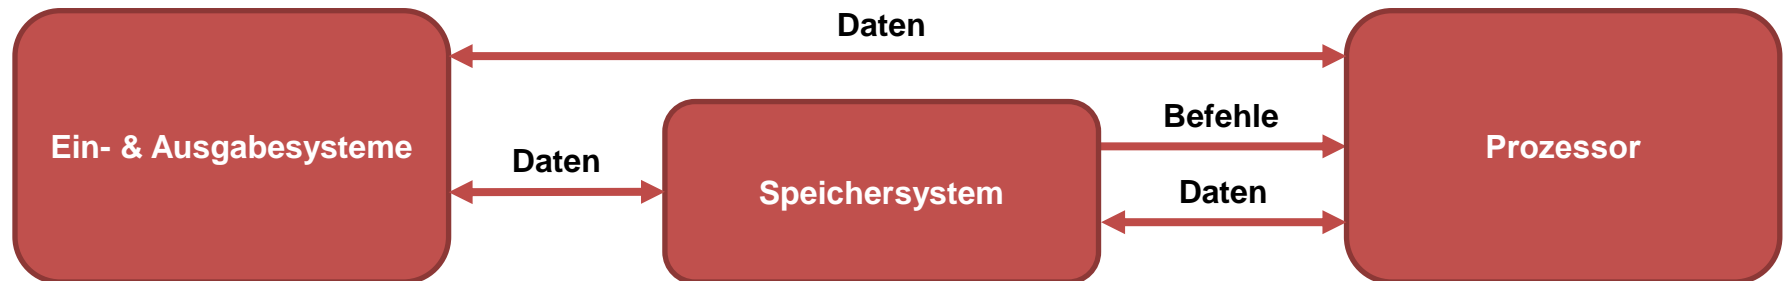 Daten
Befehle
Ein- & Ausgabesysteme
Prozessor
Daten
Speichersystem
Daten